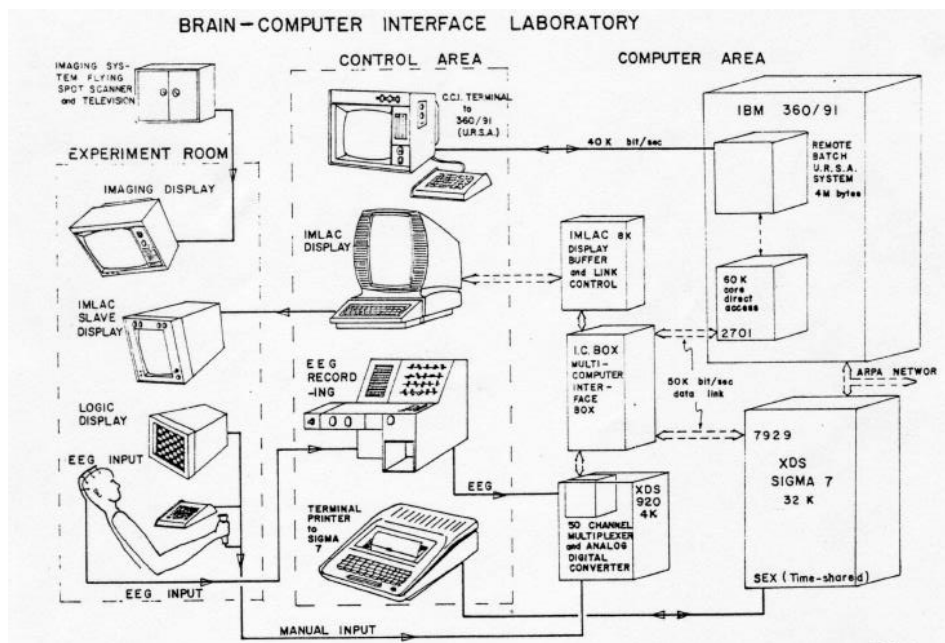 BRAIN-COMPUTER INTERFACE LABORATORY
IMAGING SYS-
TEM FLYING
SPOT SCANNER
and TELEVISION
CONTROL AREA
COMPUTER AREA
C.C.I. TERMINAL
to
360/91
(U.R.S.A.)
IBM 360/91
40K bit/sec
REMOTE
BATCH
U.R.S.A.
SYSTEM
4M bytes
EXPERIMENT ROOM
IMAGING DISPLAY
IMLAC
DISPLAY
IMLAC 8K
DISPLAY
BUFFER
and LINK
CONTROL
60K
core
direct
access
2701
IMLAC
SLAVE
DISPLAY
I.C. BOX
MULTI-
COMPUTER
INTER-
FACE
BOX
50K bit/sec
data link
ARPA NETWOR
EEG
RECORD
-ING
LOGIC
DISPLAY
7929
XDS
SIGMA 7
32 K
EEG INPUT
EEG
XDS
920
4K
50 CHANNEL
MULTIPLEXER
and ANALOG
DIGITAL
CONVERTER
TERMINAL
PRINTER
to
SIGMA
7
SEX (Time-shared)
EEG INPUT
MANUAL INPUT